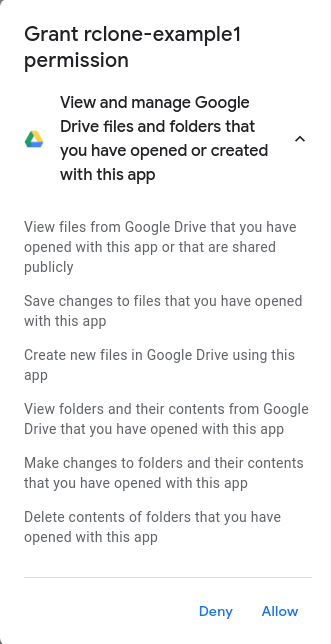 Grant rclone-example1
permission
View and manage Google
Drive files and folders that
you have opened or created
with this app
View files from Google Drive that you have
opened with this app or that are shared
publicly
Save changes to files that you have opened
with this app
Create new files in Google Drive using this
app
View folders and their contents from Google
Drive that you have opened with this app
Make changes to folders and their contents
that you have opened with this app
Delete contents of folders that you have
opened with this app
Deny Allow